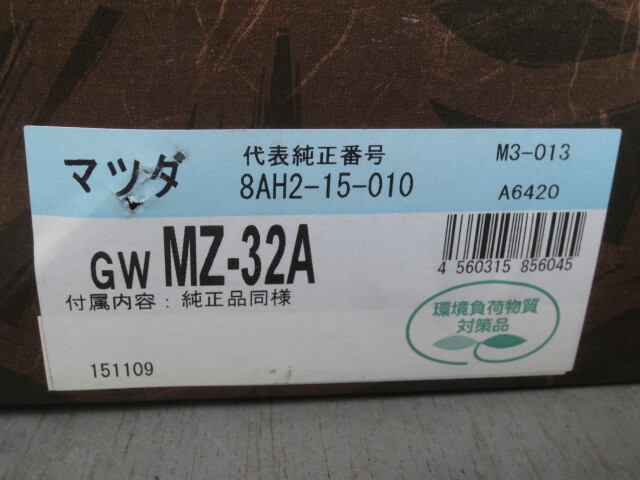 マツダ
代表純正番号
8AH2-15-010
M3-013
A6420
GW MZ-32A
4 560315 856045
付属内容：純正品同様
環境負荷物質
対策品
151109